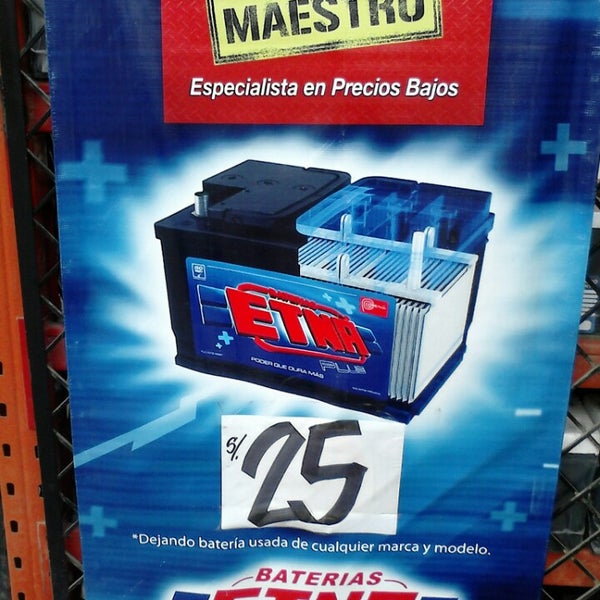 MAESTRO
Especialista en Precios Bajos
ETNA
PLUS
PODER QUE DURA MÁS
S/. 25
*Dejando batería usada de cualquier marca y modelo.
BATERIAS
ETNA